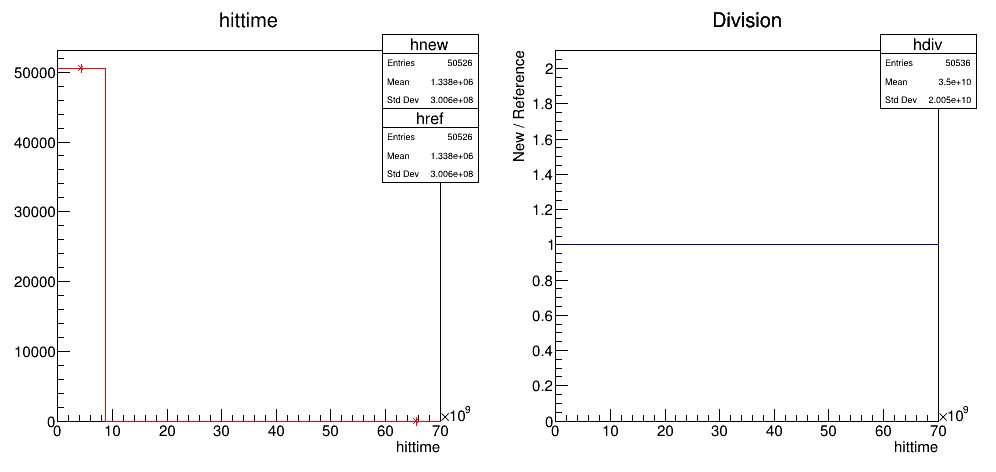 hittime
hnew
Entries 50526
Mean 1.338e+06
Std Dev 3.006e+08
href
Entries 50526
Mean 1.338e+06
Std Dev 3.006e+08
50000
40000
30000
20000
10000
0
0 10 20 30 40 50 60 70
×10⁹
hittime
Division
hdiv
Entries 50536
Mean 3.5e+10
Std Dev 2.005e+10
New / Reference
2
1.8
1.6
1.4
1.2
1
0.8
0.6
0.4
0.2
0
0 10 20 30 40 50 60 70
×10⁹
hittime